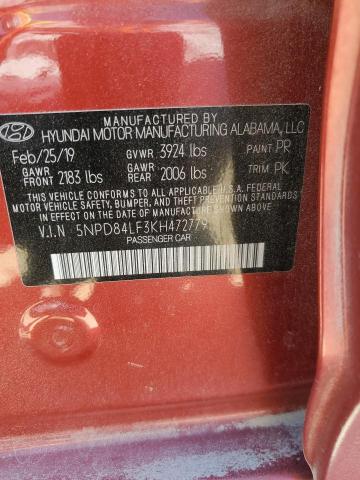 MANUFACTURED BY
HYUNDAI MOTOR MANUFACTURING ALABAMA, LLC
Feb/25/19 GVWR 3924 lbs PAINT PR
GAWR FRONT 2183 lbs GAWR REAR 2006 lbs TRIM PK
THIS VEHICLE CONFORMS TO ALL APPLICABLE U.S.A. FEDERAL
MOTOR VEHICLE SAFETY, BUMPER, AND THEFT PREVENTION STANDARDS
IN EFFECT ON THE DATE OF MANUFACTURE SHOWN ABOVE.
V.I.N 5NPD84LF3KH472779
PASSENGER CAR